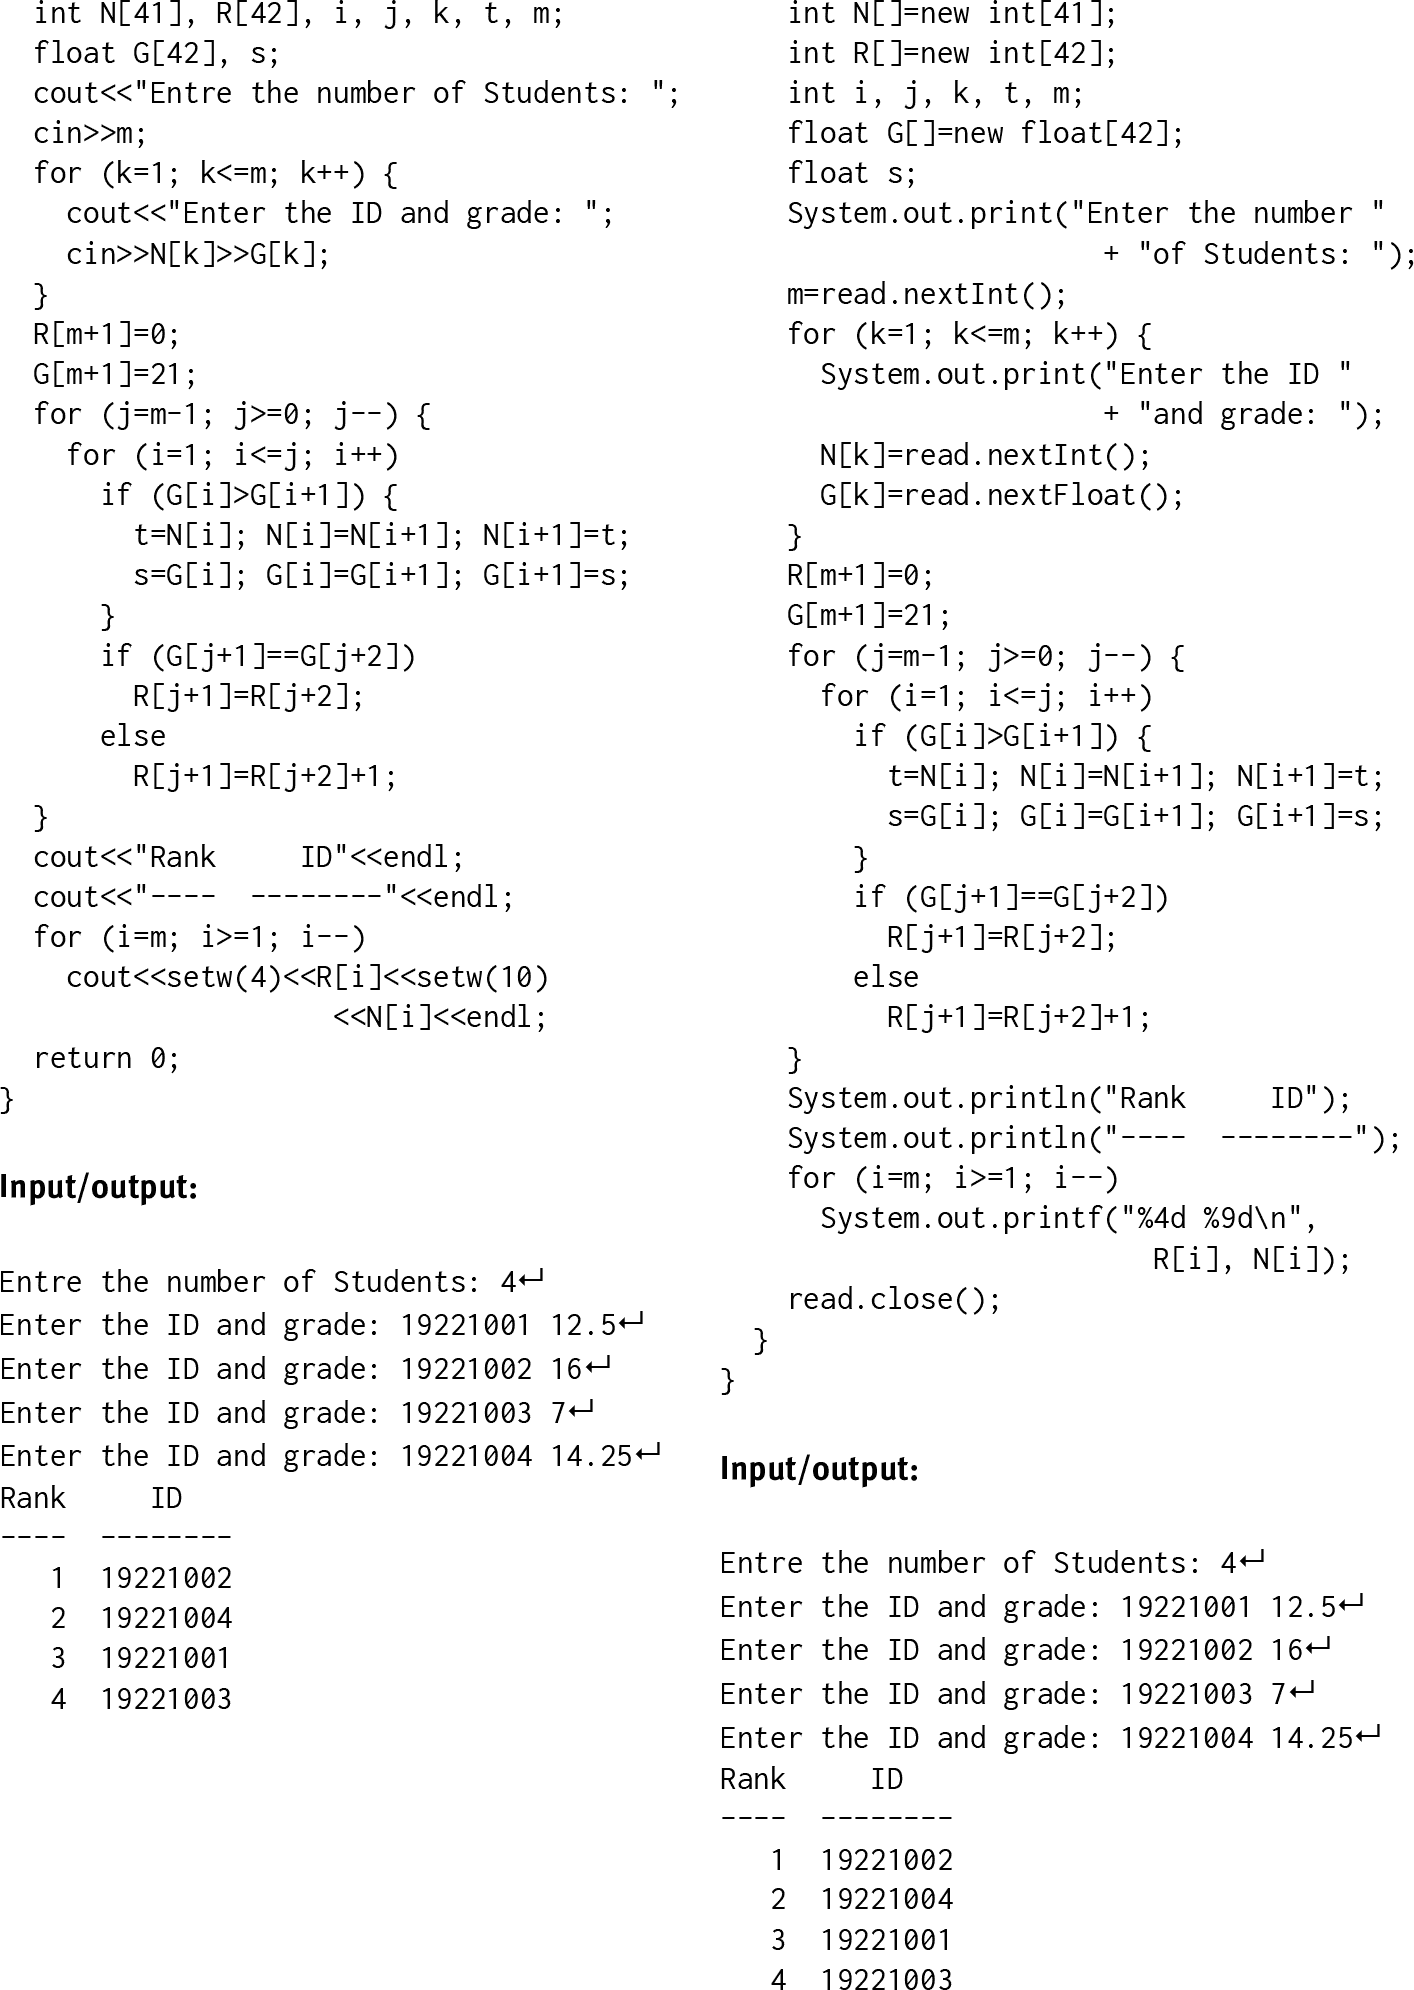 int N[41], R[42], i, j, k, t, m;
  float G[42], s;
  cout<<"Entre the number of Students: ";
  cin>>m;
  for (k=1; k<=m; k++) {
    cout<<"Enter the ID and grade: ";
    cin>>N[k]>>G[k];
  }
  R[m+1]=0;
  G[m+1]=21;
  for (j=m-1; j>=0; j--) {
    for (i=1; i<=j; i++)
      if (G[i]>G[i+1]) {
        t=N[i]; N[i]=N[i+1]; N[i+1]=t;
        s=G[i]; G[i]=G[i+1]; G[i+1]=s;
      }
      if (G[j+1]==G[j+2])
        R[j+1]=R[j+2];
      else
        R[j+1]=R[j+2]+1;
  }
  cout<<"Rank     ID"<<endl;
  cout<<"----  --------"<<endl;
  for (i=m; i>=1; i--)
    cout<<setw(4)<<R[i]<<setw(10)
                    <<N[i]<<endl;
  return 0;
}
Input/output:
Entre the number of Students: 4↵
Enter the ID and grade: 19221001 12.5↵
Enter the ID and grade: 19221002 16↵
Enter the ID and grade: 19221003 7↵
Enter the ID and grade: 19221004 14.25↵
Rank     ID
----  --------
   1  19221002
   2  19221004
   3  19221001
   4  19221003
    int N[]=new int[41];
    int R[]=new int[42];
    int i, j, k, t, m;
    float G[]=new float[42];
    float s;
    System.out.print("Enter the number "
                       + "of Students: ");
    m=read.nextInt();
    for (k=1; k<=m; k++) {
      System.out.print("Enter the ID "
                       + "and grade: ");
      N[k]=read.nextInt();
      G[k]=read.nextFloat();
    }
    R[m+1]=0;
    G[m+1]=21;
    for (j=m-1; j>=0; j--) {
      for (i=1; i<=j; i++)
        if (G[i]>G[i+1]) {
          t=N[i]; N[i]=N[i+1]; N[i+1]=t;
          s=G[i]; G[i]=G[i+1]; G[i+1]=s;
        }
        if (G[j+1]==G[j+2])
          R[j+1]=R[j+2];
        else
          R[j+1]=R[j+2]+1;
    }
    System.out.println("Rank     ID");
    System.out.println("----  --------");
    for (i=m; i>=1; i--)
      System.out.printf("%4d %9d\n",
                          R[i], N[i]);
    read.close();
  }
}
Input/output:
Entre the number of Students: 4↵
Enter the ID and grade: 19221001 12.5↵
Enter the ID and grade: 19221002 16↵
Enter the ID and grade: 19221003 7↵
Enter the ID and grade: 19221004 14.25↵
Rank     ID
----  --------
   1  19221002
   2  19221004
   3  19221001
   4  19221003